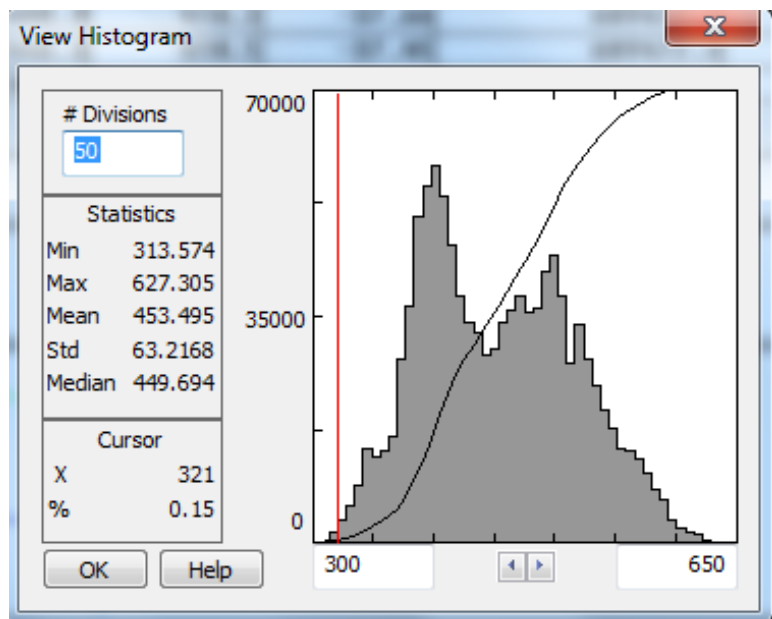 View Histogram
# Divisions
50
Statistics
Min 313.574
Max 627.305
Mean 453.495
Std 63.2168
Median 449.694
Cursor
X 321
% 0.15
OK Help
70000
35000
0
300 650